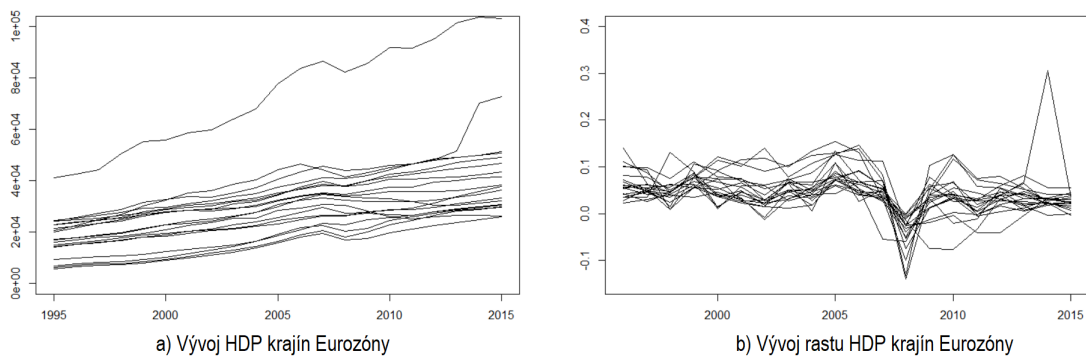 1e+05
8e+04
6e+04
4e+04
2e+04
0e+00
1995 2000 2005 2010 2015
a) Vývoj HDP krajín Eurozóny
0.4
0.3
0.2
0.1
0.0
-0.1
2000 2005 2010 2015
b) Vývoj rastu HDP krajín Eurozóny